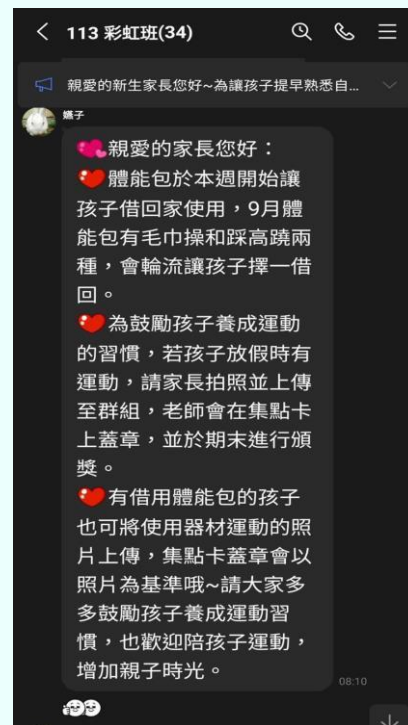 113 彩虹班(34)
親愛的新生家長您好~為讓孩子提早熟悉自...
嬿子
親愛的家長您好：
體能包於本週開始讓
孩子借回家使用，9月體
能包有毛巾操和踩高蹺兩
種，會輪流讓孩子擇一借
回。
為鼓勵孩子養成運動
的習慣，若孩子放假時有
運動，請家長拍照並上傳
至群組，老師會在集點卡
上蓋章，並於期末進行頒
獎。
有借用體能包的孩子
也可將使用器材運動的照
片上傳，集點卡蓋章會以
照片為基準哦~請大家多
多鼓勵孩子養成運動習
慣，也歡迎陪孩子運動，
增加親子時光。
08:10